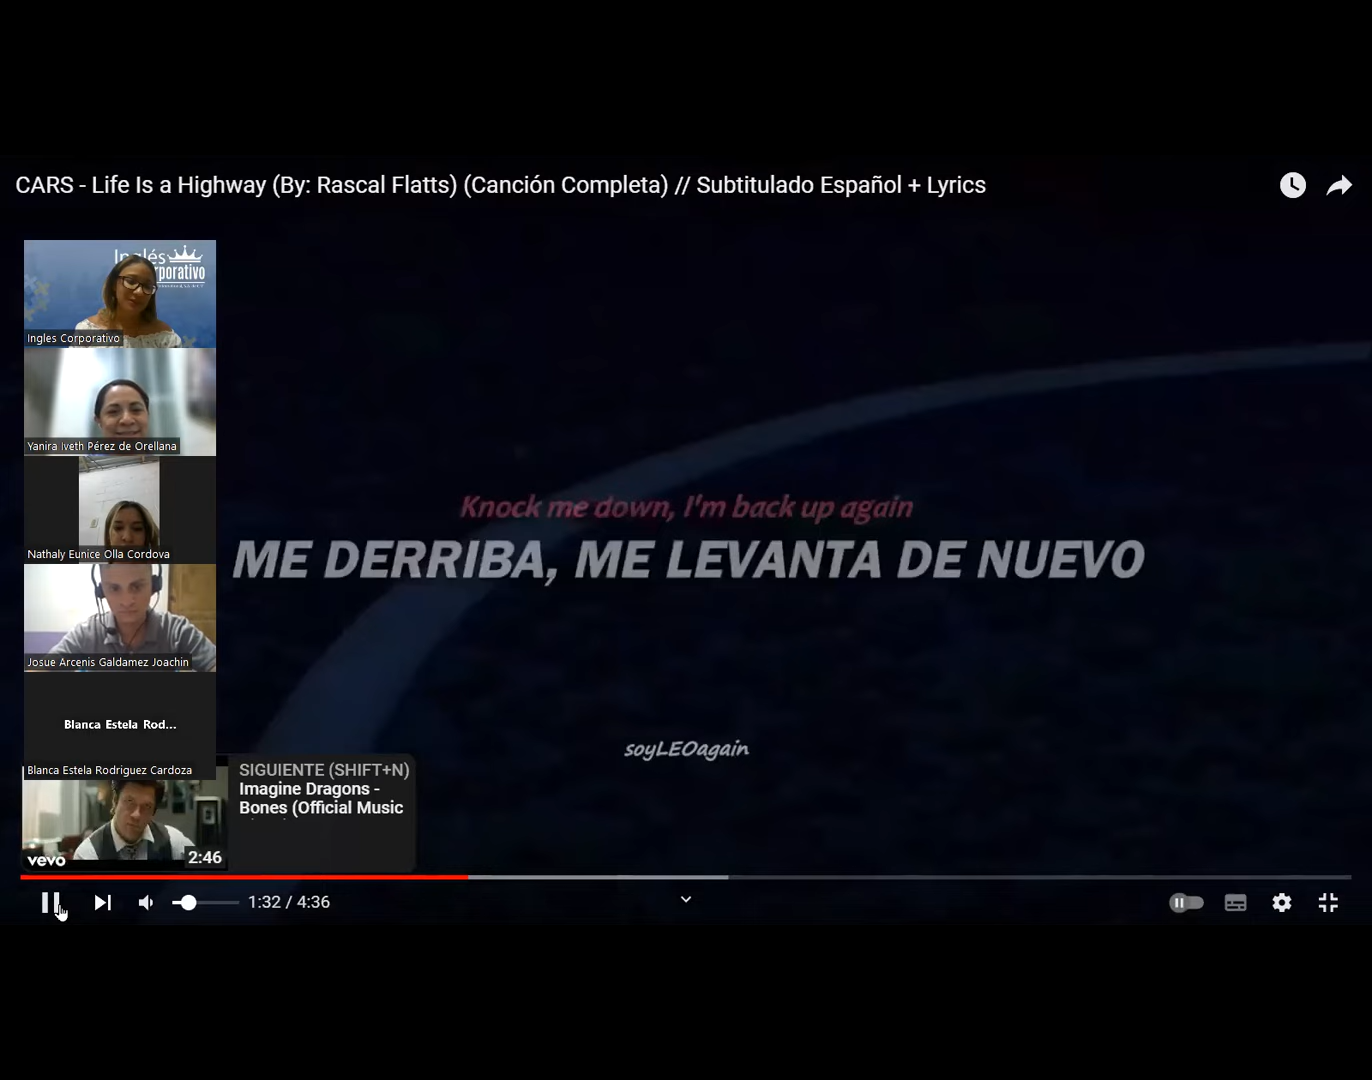 CARS - Life Is a Highway (By: Rascal Flatts) (Canción Completa) // Subtitulado Español + Lyrics
Inglés
Corporativo
Ingles Corporativo
Yanira Iveth Pérez de Orellana
Nathaly Eunice Olla Cordova
Josue Arcenis Galdamez Joachin
Blanca Estela Rod...
Blanca Estela Rodriguez Cardoza
Knock me down, I'm back up again
ME DERRIBA, ME LEVANTA DE NUEVO
soyLEOagain
SIGUIENTE (SHIFT+N)
Imagine Dragons -
Bones (Official Music
vevo
2:46
1:32 / 4:36